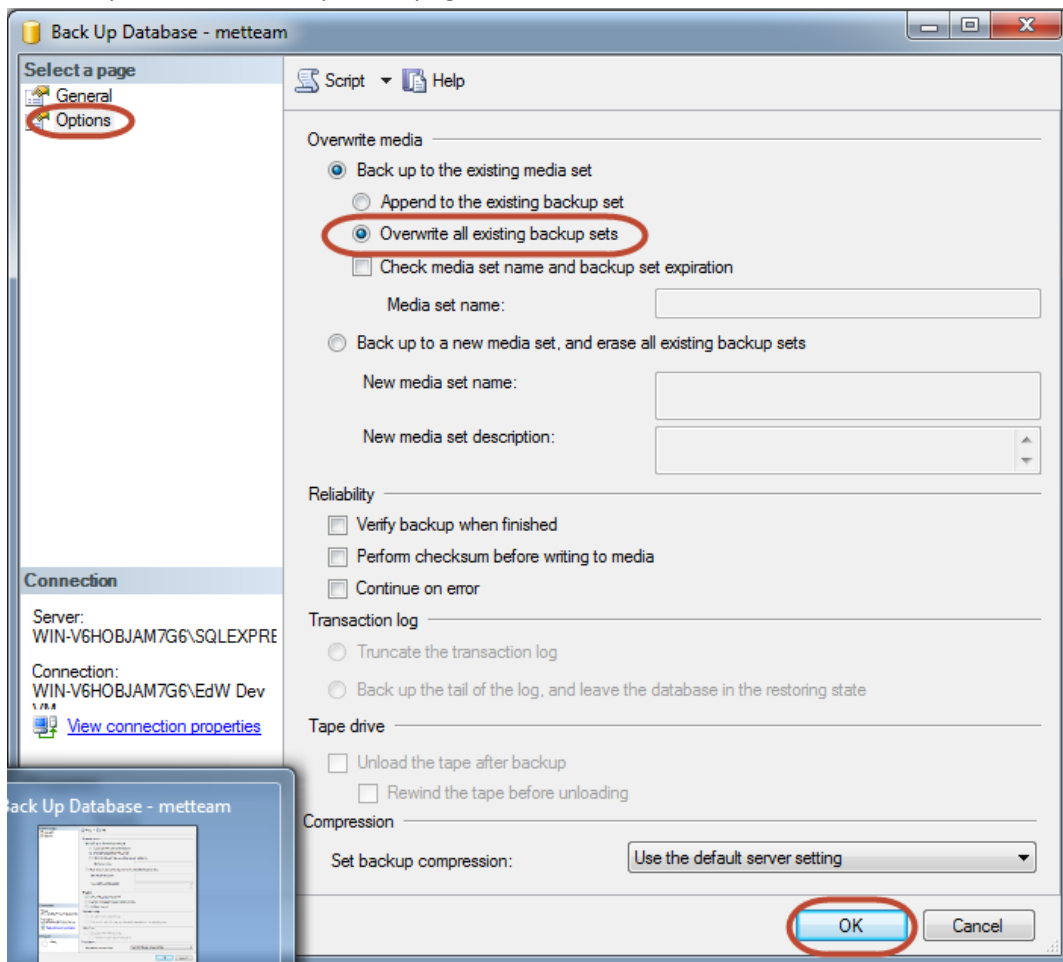 Back Up Database - metteam
Select a page
General
Options
Script
Help
Overwrite media
Back up to the existing media set
Append to the existing backup set
Overwrite all existing backup sets
Check media set name and backup set expiration
Media set name:
Back up to a new media set, and erase all existing backup sets
New media set name:
New media set description:
Reliability
Verify backup when finished
Perform checksum before writing to media
Continue on error
Transaction log
Truncate the transaction log
Back up the tail of the log, and leave the database in the restoring state
Tape drive
Unload the tape after backup
Rewind the tape before unloading
Compression
Set backup compression:
Use the default server setting
Connection
Server:
WIN-V6HOBJAM7G6\SQLEXPRE
Connection:
WIN-V6HOBJAM7G6\EdW Dev
VM
View connection properties
Back Up Database - metteam
OK
Cancel